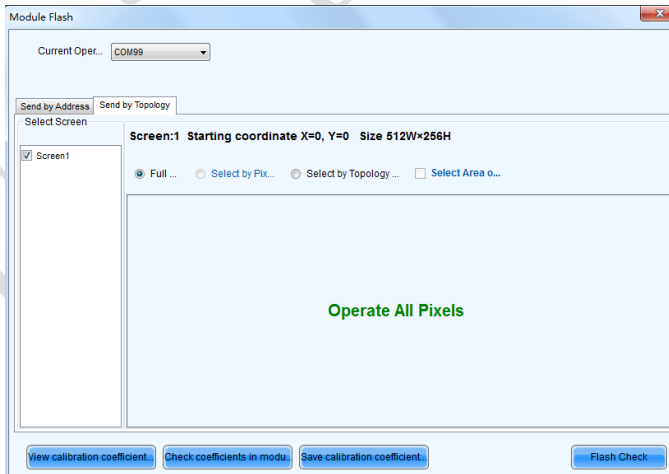 Module Flash
Current Oper... COM99
Send by Address Send by Topology
Select Screen
Screen:1 Starting coordinate X=0, Y=0 Size 512W×256H
Screen1
Full ... Select by Pix... Select by Topology ... Select Area o...
Operate All Pixels
View calibration coefficient... Check coefficients in modu... Save calibration coefficient... Flash Check